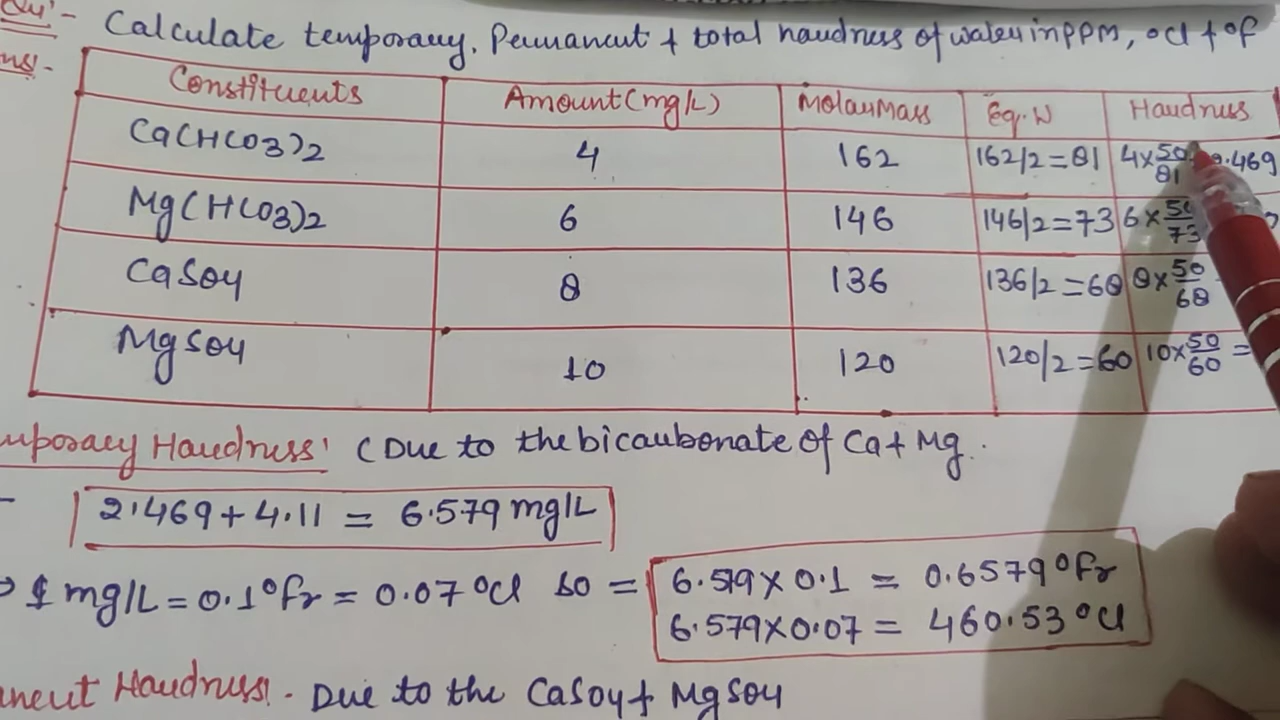 Calculate temporary, Permanent + total hardness of water in PPM, °Cl + °f
Constituents Amount(mg/L) Molar Mass Eq. W Hardness
Ca(HCO3)2 4 162 162/2=81 4×50/81 .469
Mg(HCO3)2 6 146 146/2=73 6×50/73
CaSO4 8 136 136/2=68 8×50/68
MgSO4 10 120 120/2=60 10×50/60 =
mporary Hardness! (Due to the bicarbonate of Ca+Mg.
2.469+4.11 = 6.579 mg/L
1 mg/L=0.1°fr=0.07°Cl so = 6.579×0.1 = 0.6579°fr
6.579×0.07 = 460.53°Cl
anent Hardness. Due to the CaSO4+ MgSO4